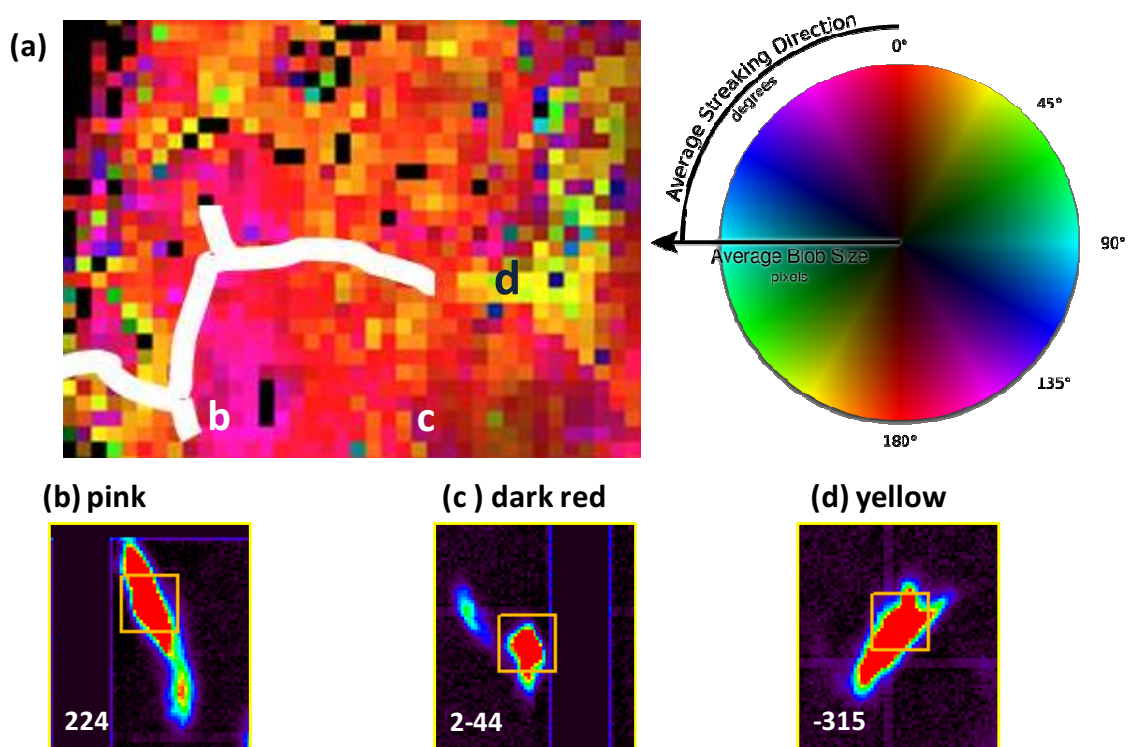 (a)
Average Streaking Direction
degrees
0°
45°
90°
135°
180°
Average Blob Size
pixels
d
b
c
(b) pink
(c ) dark red
(d) yellow
224
2-44
-315